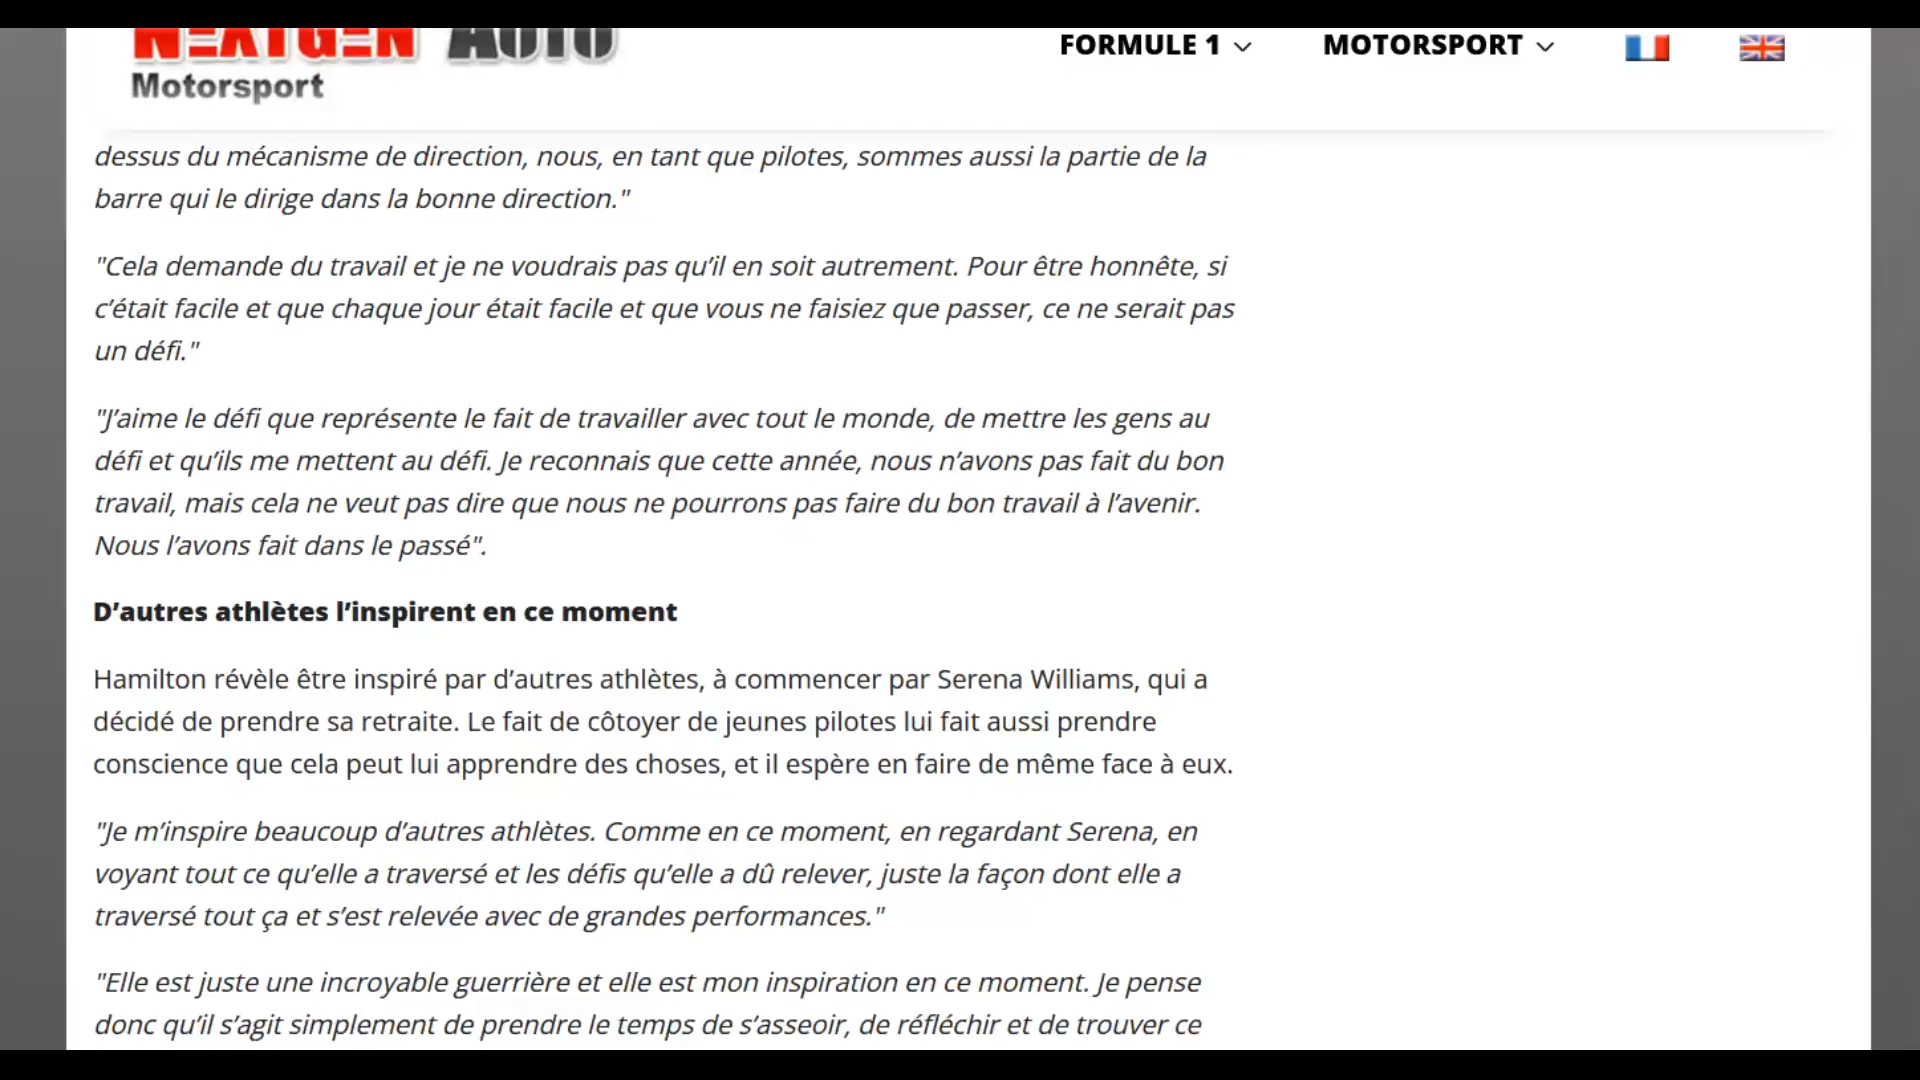 NEXTGEN AUTO
Motorsport
FORMULE 1
MOTORSPORT
dessus du mécanisme de direction, nous, en tant que pilotes, sommes aussi la partie de la
barre qui le dirige dans la bonne direction."
"Cela demande du travail et je ne voudrais pas qu’il en soit autrement. Pour être honnête, si
c’était facile et que chaque jour était facile et que vous ne faisiez que passer, ce ne serait pas
un défi."
"J’aime le défi que représente le fait de travailler avec tout le monde, de mettre les gens au
défi et qu’ils me mettent au défi. Je reconnais que cette année, nous n’avons pas fait du bon
travail, mais cela ne veut pas dire que nous ne pourrons pas faire du bon travail à l’avenir.
Nous l’avons fait dans le passé".
D’autres athlètes l’inspirent en ce moment
Hamilton révèle être inspiré par d’autres athlètes, à commencer par Serena Williams, qui a
décidé de prendre sa retraite. Le fait de côtoyer de jeunes pilotes lui fait aussi prendre
conscience que cela peut lui apprendre des choses, et il espère en faire de même face à eux.
"Je m’inspire beaucoup d’autres athlètes. Comme en ce moment, en regardant Serena, en
voyant tout ce qu’elle a traversé et les défis qu’elle a dû relever, juste la façon dont elle a
traversé tout ça et s’est relevée avec de grandes performances."
"Elle est juste une incroyable guerrière et elle est mon inspiration en ce moment. Je pense
donc qu’il s’agit simplement de prendre le temps de s’asseoir, de réfléchir et de trouver ce